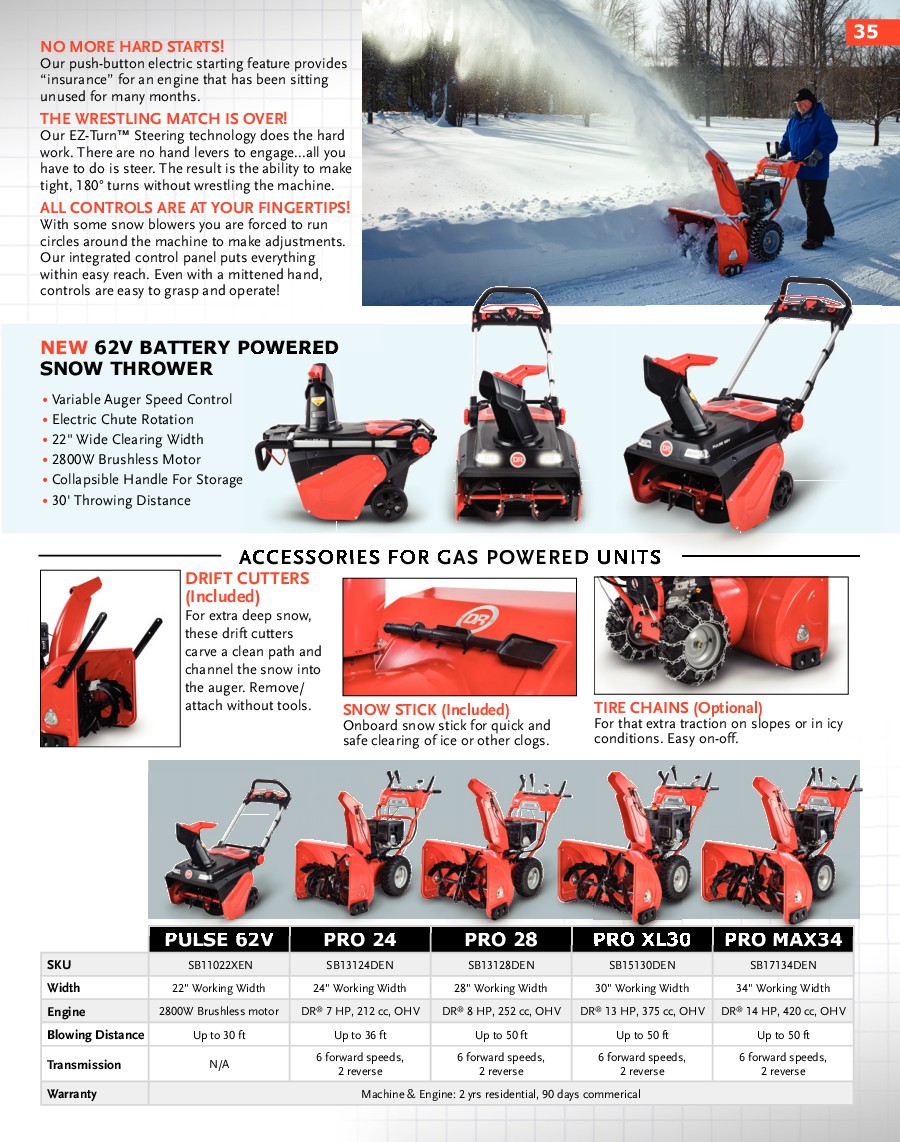 35
NO MORE HARD STARTS!
Our push-button electric starting feature provides
“insurance” for an engine that has been sitting
unused for many months.
THE WRESTLING MATCH IS OVER!
Our EZ-Turn™ Steering technology does the hard
work. There are no hand levers to engage...all you
have to do is steer. The result is the ability to make
tight, 180° turns without wrestling the machine.
ALL CONTROLS ARE AT YOUR FINGERTIPS!
With some snow blowers you are forced to run
circles around the machine to make adjustments.
Our integrated control panel puts everything
within easy reach. Even with a mittened hand,
controls are easy to grasp and operate!
NEW 62V BATTERY POWERED
SNOW THROWER
• Variable Auger Speed Control
• Electric Chute Rotation
• 22" Wide Clearing Width
• 2800W Brushless Motor
• Collapsible Handle For Storage
• 30' Throwing Distance
DR
ACCESSORIES FOR GAS POWERED UNITS
DRIFT CUTTERS
(Included)
For extra deep snow,
these drift cutters
carve a clean path and
channel the snow into
the auger. Remove/
attach without tools.
DR
SNOW STICK (Included)
Onboard snow stick for quick and
safe clearing of ice or other clogs.
TIRE CHAINS (Optional)
For that extra traction on slopes or in icy
conditions. Easy on-off.
PULSE 62V PRO 24 PRO 28 PRO XL30 PRO MAX34
SKU SB11022XEN SB13124DEN SB13128DEN SB15130DEN SB17134DEN
Width 22" Working Width 24" Working Width 28" Working Width 30" Working Width 34" Working Width
Engine 2800W Brushless motor DR® 7 HP, 212 cc, OHV DR® 8 HP, 252 cc, OHV DR® 13 HP, 375 cc, OHV DR® 14 HP, 420 cc, OHV
Blowing Distance Up to 30 ft Up to 36 ft Up to 50 ft Up to 50 ft Up to 50 ft
Transmission N/A 6 forward speeds, 6 forward speeds, 6 forward speeds, 6 forward speeds,
2 reverse 2 reverse 2 reverse 2 reverse
Warranty Machine & Engine: 2 yrs residential, 90 days commerical